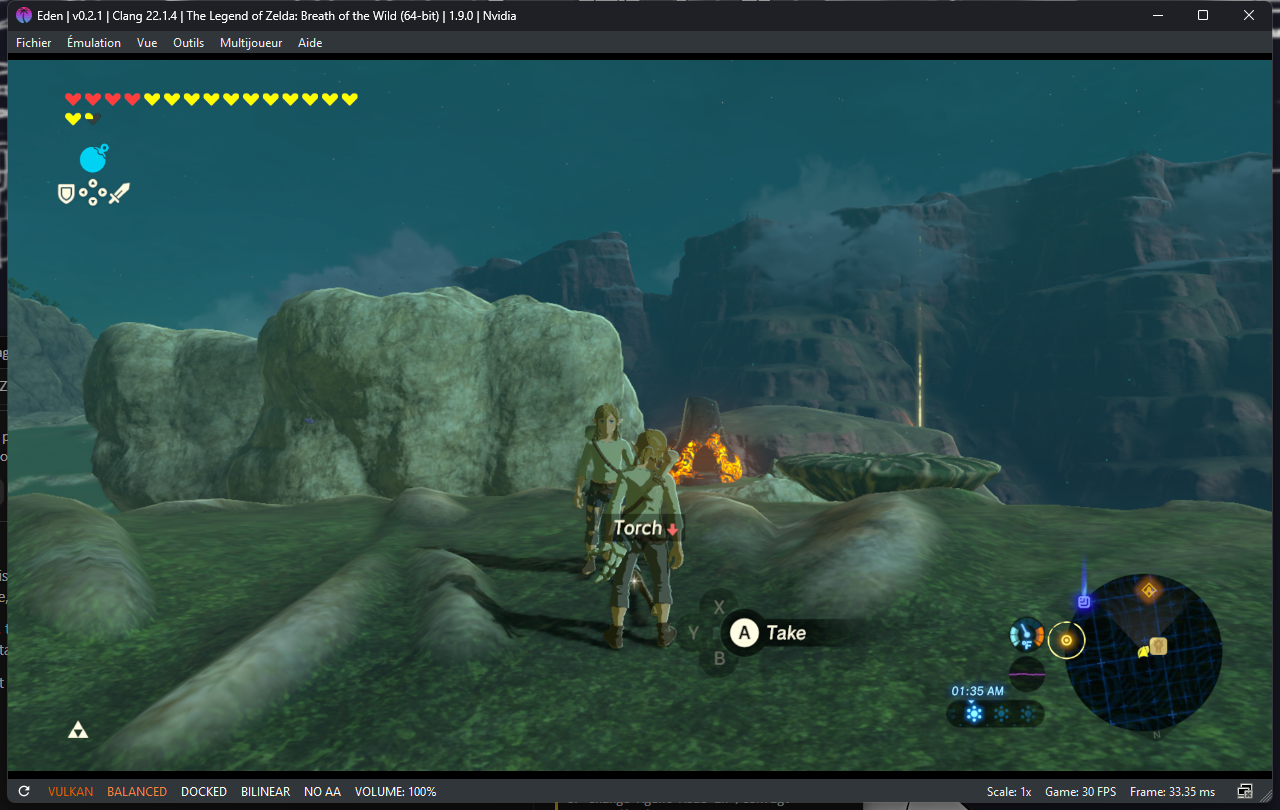 Eden | v0.2.1 | Clang 22.1.4 | The Legend of Zelda: Breath of the Wild (64-bit) | 1.9.0 | Nvidia
Fichier Émulation Vue Outils Multijoueur Aide
Torch
X
Y
A Take
B
°F
01:35 AM
N
VULKAN BALANCED DOCKED BILINEAR NO AA VOLUME: 100% Scale: 1x Game: 30 FPS Frame: 33.35 ms